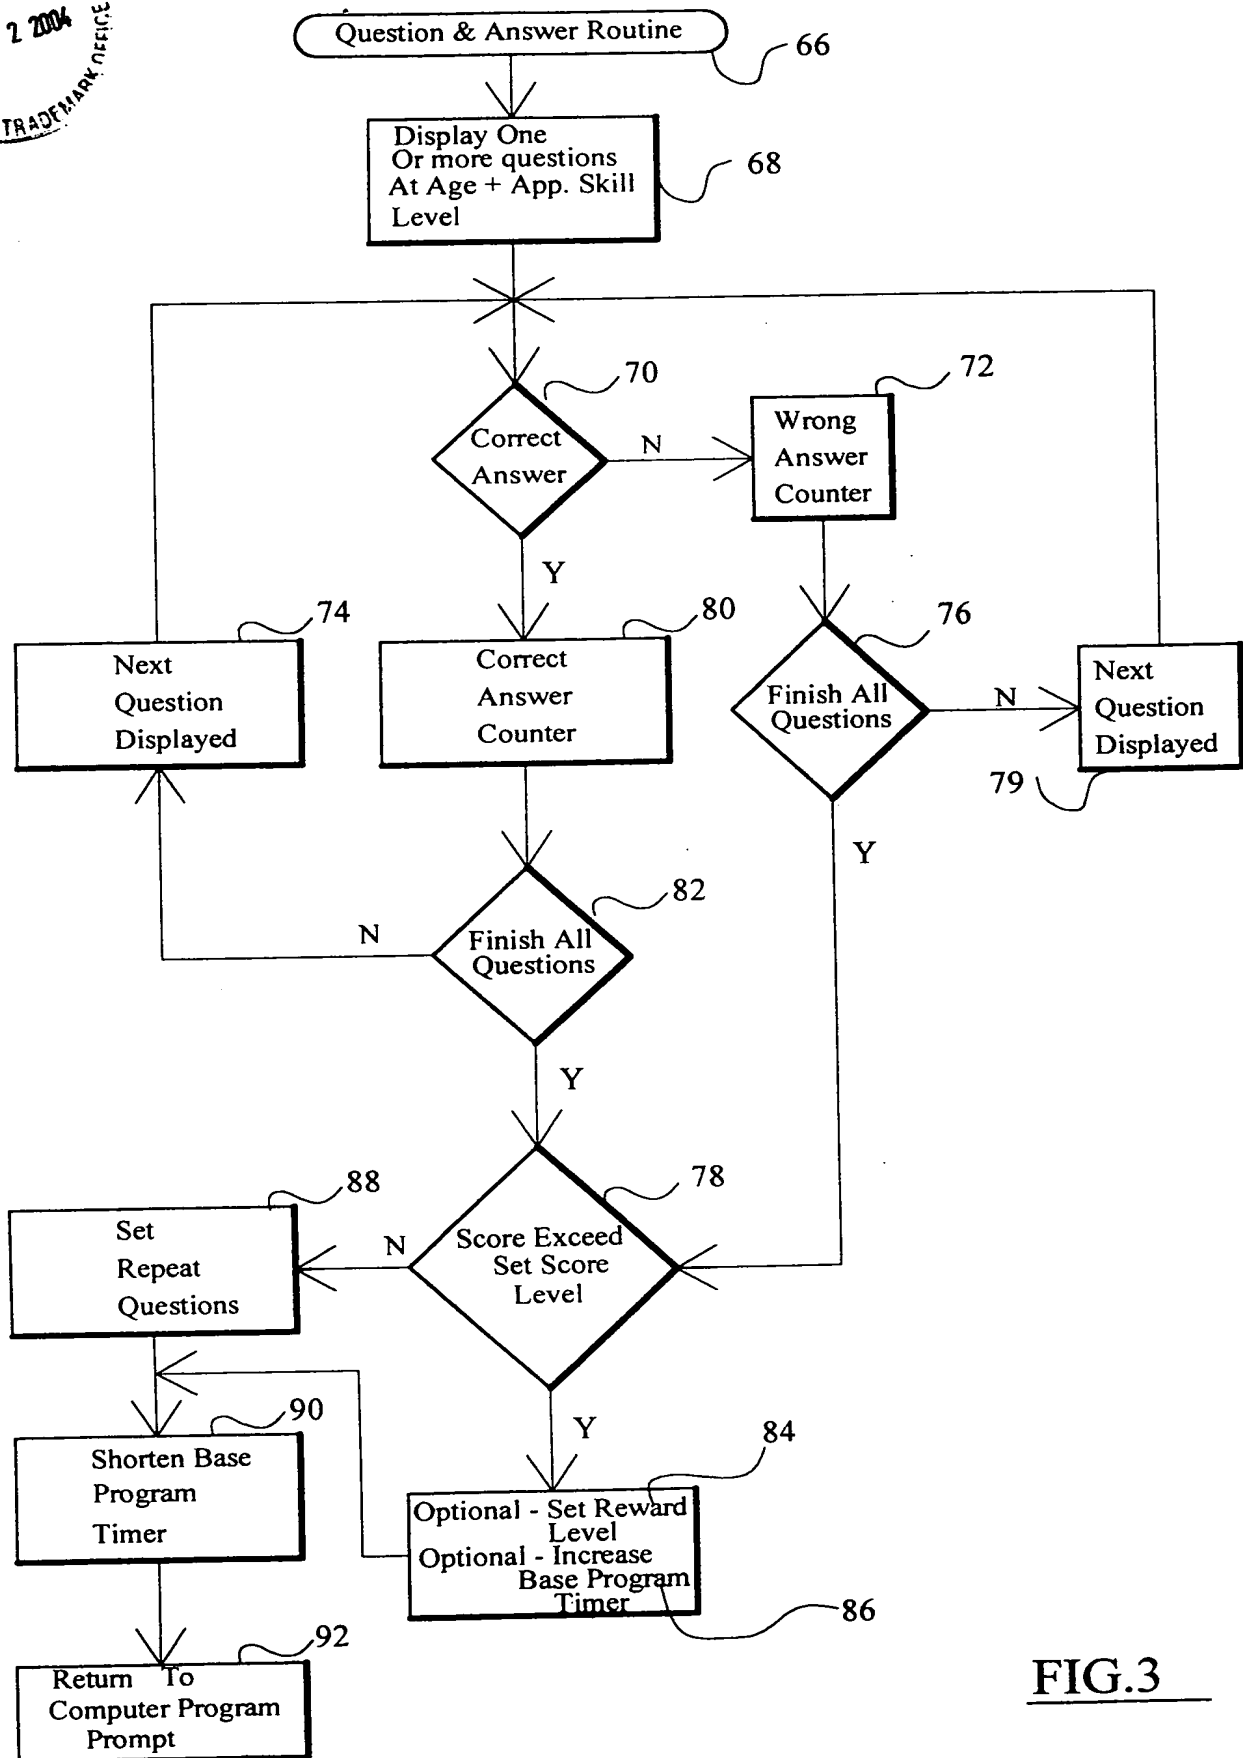 2 2004
TRADEMARK OFFICE
Question & Answer Routine
66
Display One
Or more questions
At Age + App. Skill
Level
68
70
72
Correct
Answer
N
Wrong
Answer
Counter
Y
74
80
76
Next
Question
Displayed
Correct
Answer
Counter
Finish All
Questions
N
Next
Question
Displayed
79
Y
82
N
Finish All
Questions
Y
78
88
Set
Repeat
Questions
N
Score Exceed
Set Score
Level
90
Y
84
Shorten Base
Program
Timer
Optional - Set Reward
Level
Optional - Increase
Base Program
Timer
86
92
Return To
Computer Program
Prompt
FIG.3